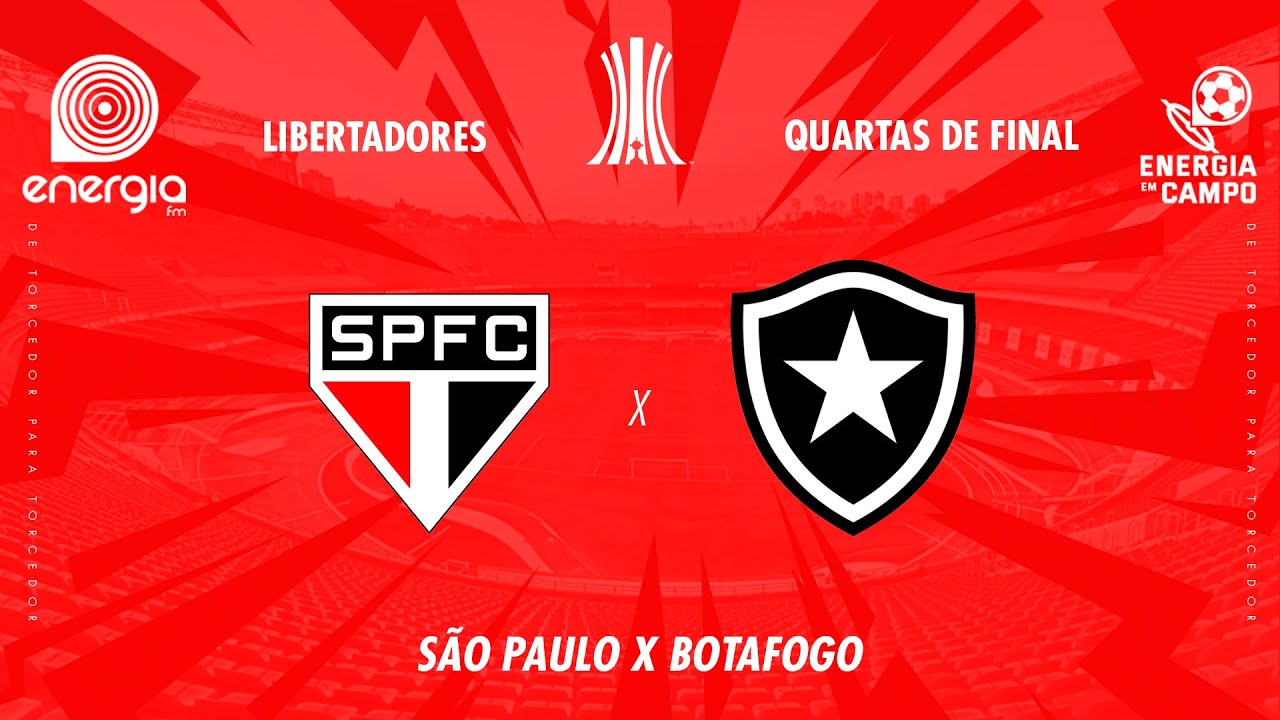 LIBERTADORES
QUARTAS DE FINAL
energia
fm
ENERGIA
EM CAMPO
DE TORCEDOR PARA TORCEDOR
DE TORCEDOR PARA TORCEDOR
SPFC
X
SÃO PAULO X BOTAFOGO